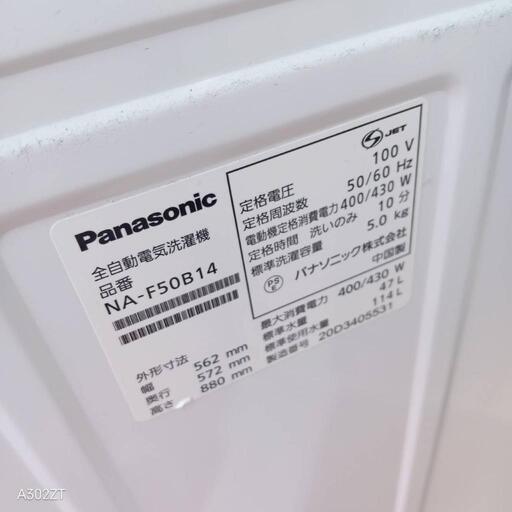 Panasonic
全自動電気洗濯機
品番
NA-F50B14
外形寸法
幅 562 mm
奥行 572 mm
高さ 880 mm
JET
定格電圧 100 V
定格周波数 50/60 Hz
電動機定格消費電力 400/430 W
定格時間 洗いのみ 10 分
標準洗濯容量 5.0 kg
PS E パナソニック株式会社
中国製
最大消費電力 400/430 W
標準水量 47 L
標準使用水量 114 L
製造番号 20D3405531
A302ZT